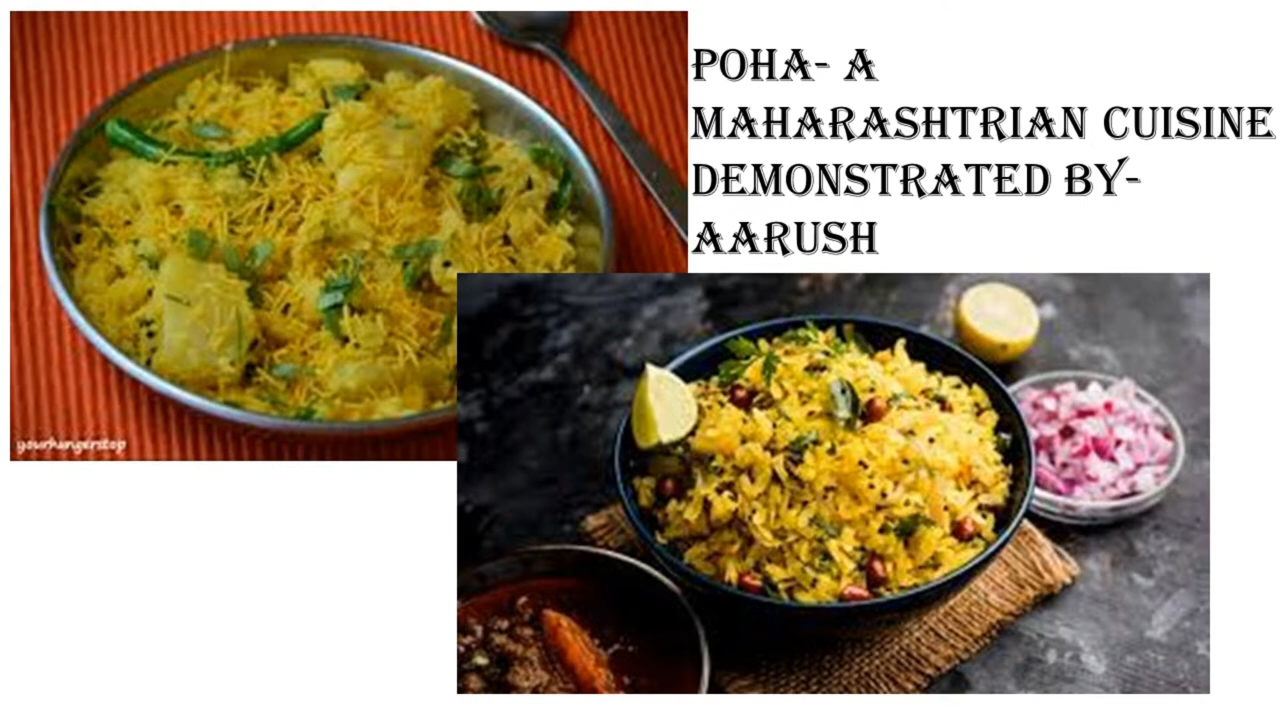 POHA- A
MAHARASHTRIAN CUISINE
DEMONSTRATED BY-
AARUSH
yourhungerstop